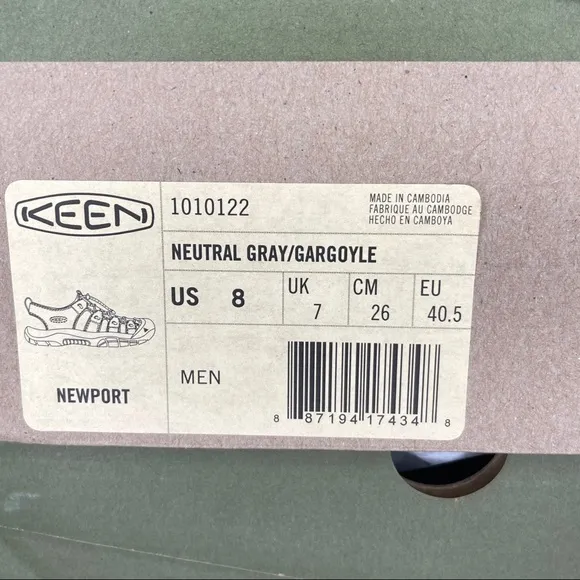 KEEN
NEWPORT
1010122
MADE IN CAMBODIA
FABRIQUE AU CAMBODGE
HECHO EN CAMBOYA
NEUTRAL GRAY/GARGOYLE
US 8
UK 7
CM 26
EU 40.5
MEN
8 87194 17434 8